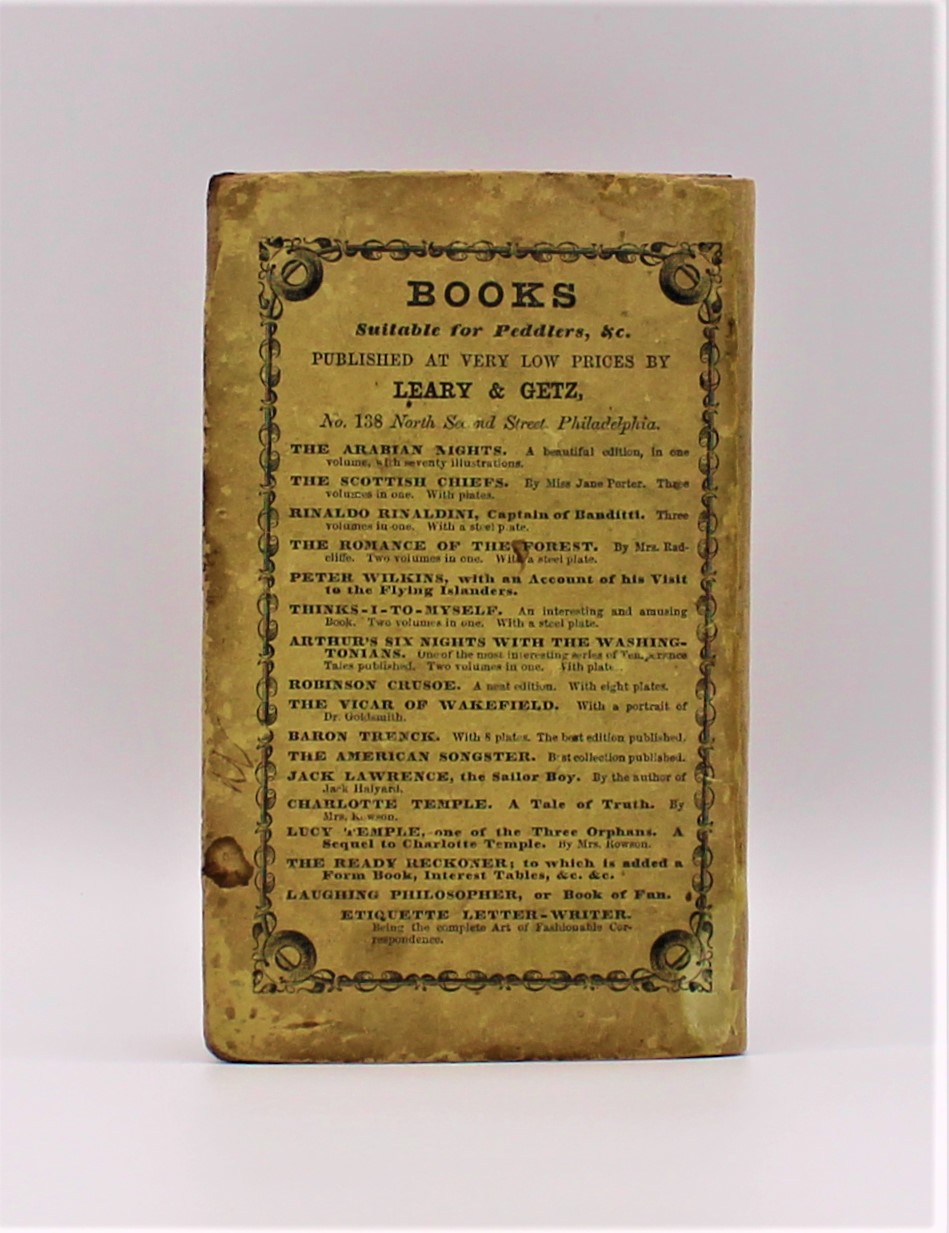 BOOKS
Suitable for Peddlers, &c.
PUBLISHED AT VERY LOW PRICES BY
LEARY & GETZ,
No. 138 North Second Street Philadelphia.
THE ARABIAN NIGHTS. A beautiful edition, in one
volume, with seventy illustrations.
THE SCOTTISH CHIEFS. By Miss Jane Porter. Three
volumes in one. With plates.
RINALDO RINALDINI, Captain of Banditti. Three
volumes in one. With a steel plate.
THE ROMANCE OF THE FOREST. By Mrs. Rad-
cliffe. Two volumes in one. With a steel plate.
PETER WILKINS, with an Account of his Visit
to the Flying Islanders.
THINKS-I-TO-MYSELF. An interesting and amusing
Book. Two volumes in one. With a steel plate.
ARTHUR'S SIX NIGHTS WITH THE WASHING-
TONIANS. One of the most interesting series of Temperance
Tales published. Two volumes in one. With
ROBINSON CRUSOE. A neat edition. With eight plates.
THE VICAR OF WAKEFIELD. With a portrait of
Dr. Goldsmith.
BARON TRENCK. With 8 plates. The best edition published.
THE AMERICAN SONGSTER. Best collection published.
JACK LAWRENCE, the Sailor Boy. By the author of
Jack Halyard.
CHARLOTTE TEMPLE. A Tale of Truth. By
Mrs. Rowson.
LUCY TEMPLE, one of the Three Orphans. A
Sequel to Charlotte Temple. By Mrs. Rowson.
THE READY RECKONER; to which is added a
Form Book, Interest Tables, &c. &c.
LAUGHING PHILOSOPHER, or Book of Fun.
ETIQUETTE LETTER-WRITER.
Being the complete Art of Fashionable Cor-
respondence.